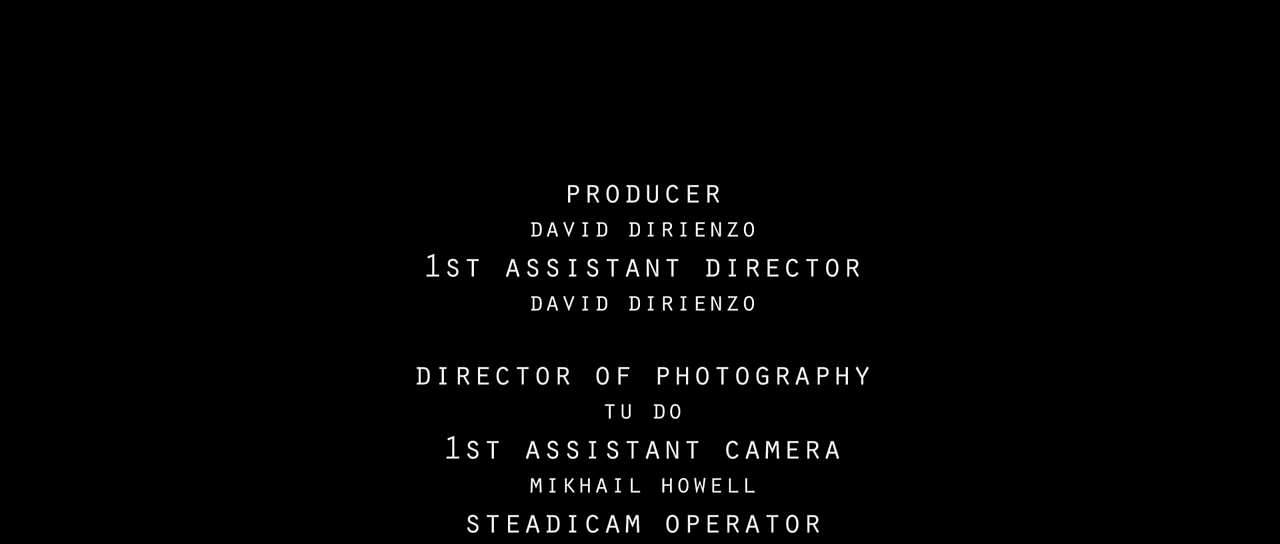 PRODUCER
DAVID DIRIENZO
1ST ASSISTANT DIRECTOR
DAVID DIRIENZO
DIRECTOR OF PHOTOGRAPHY
TU DO
1ST ASSISTANT CAMERA
MIKHAIL HOWELL
STEADICAM OPERATOR